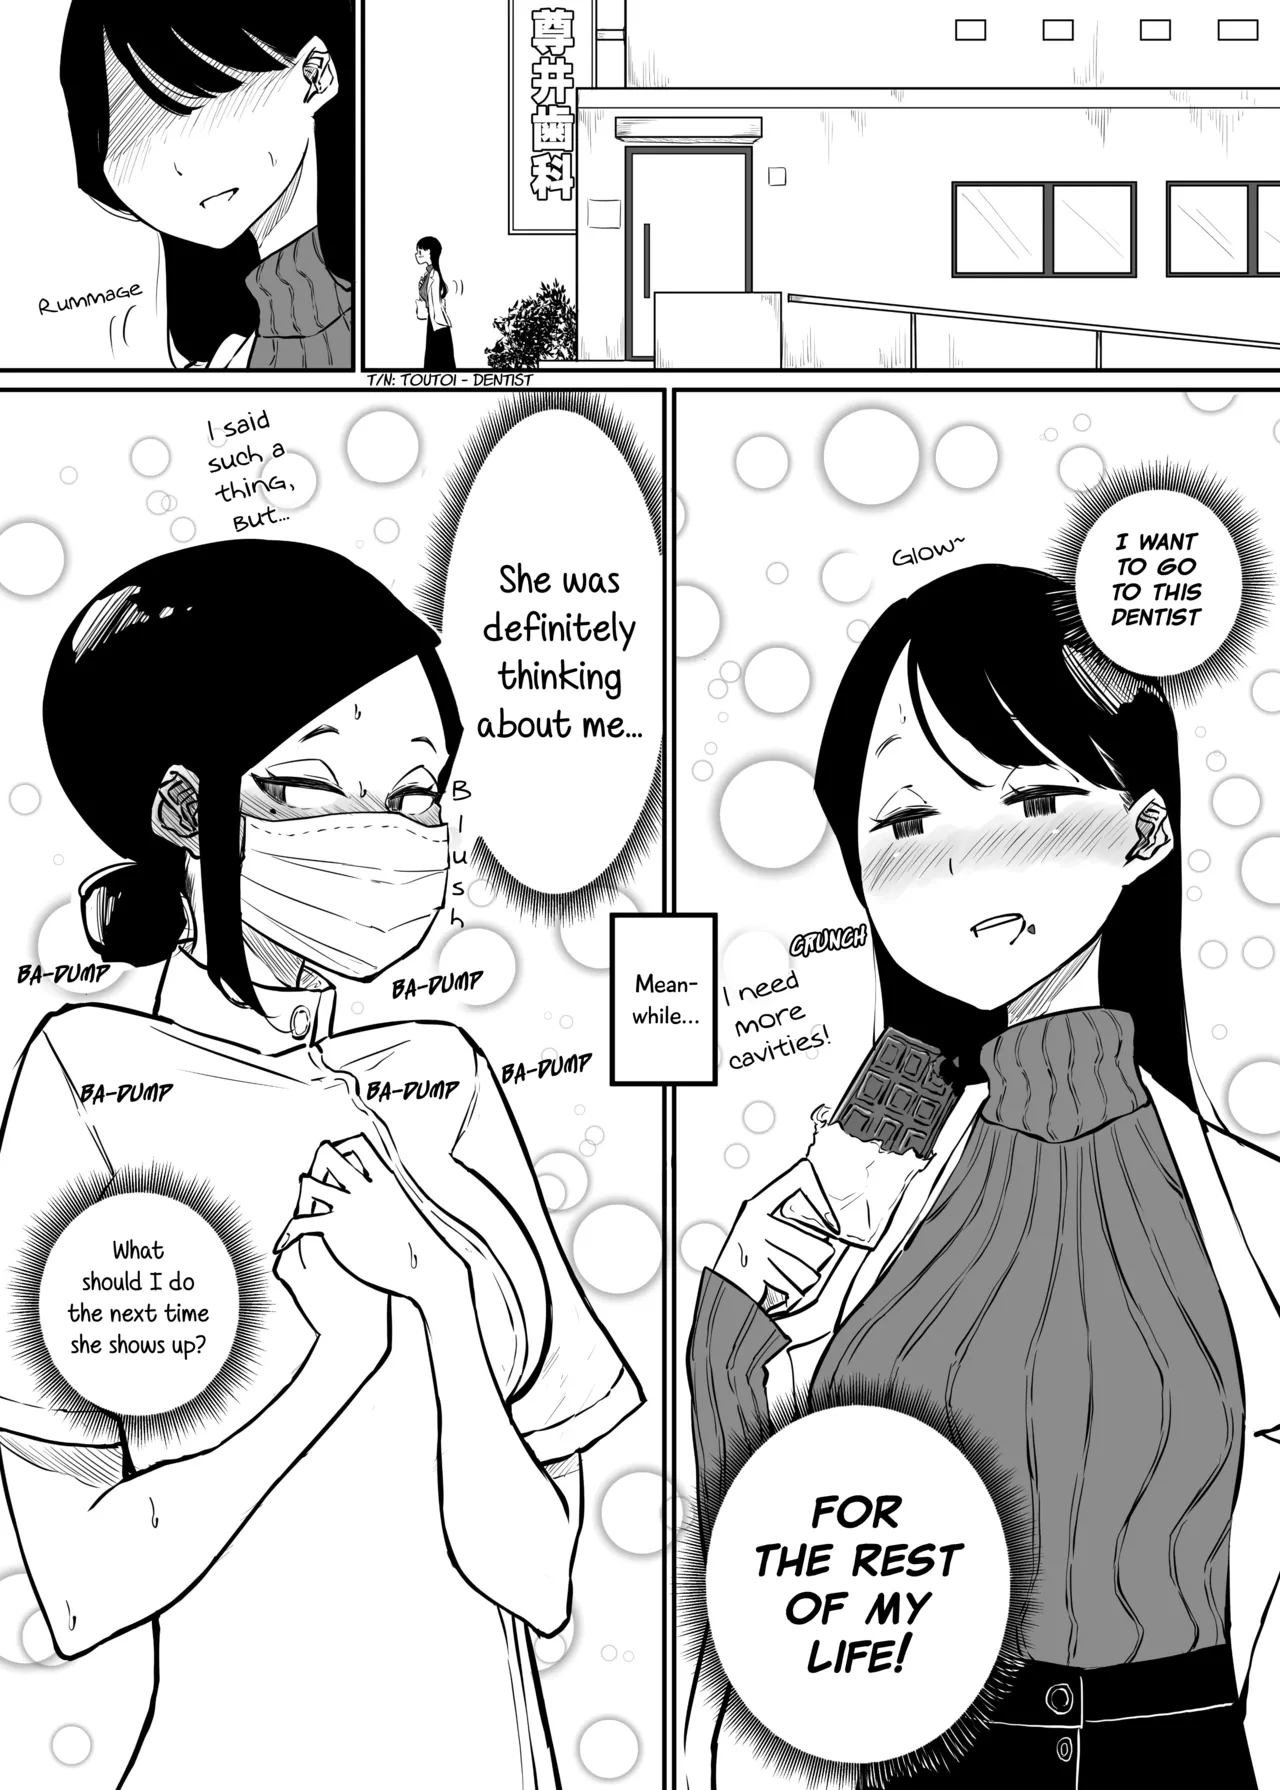 尊井歯科
Rummage
T/N: TOUTOI - DENTIST
I WANT
TO GO
TO THIS
DENTIST
Glow~
CRUNCH
I need
more
cavities!
FOR
THE REST
OF MY
LIFE!
Mean-
while...
I said
such a
thing,
But...
She was
definitely
thinking
about me...
Blush
BA-DUMP
BA-DUMP
BA-DUMP
BA-DUMP
BA-DUMP
What
should I do
the next time
she shows up?